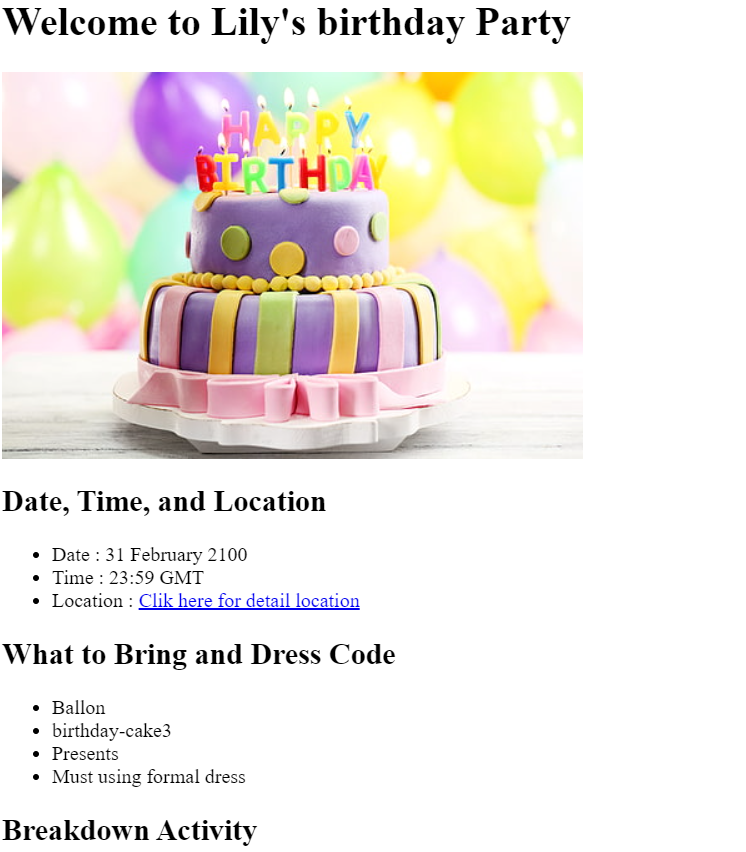 Welcome to Lily's birthday Party
HAPPY
BIRTHDAY
Date, Time, and Location
Date : 31 February 2100
Time : 23:59 GMT
Location : Clik here for detail location
What to Bring and Dress Code
Ballon
birthday-cake3
Presents
Must using formal dress
Breakdown Activity